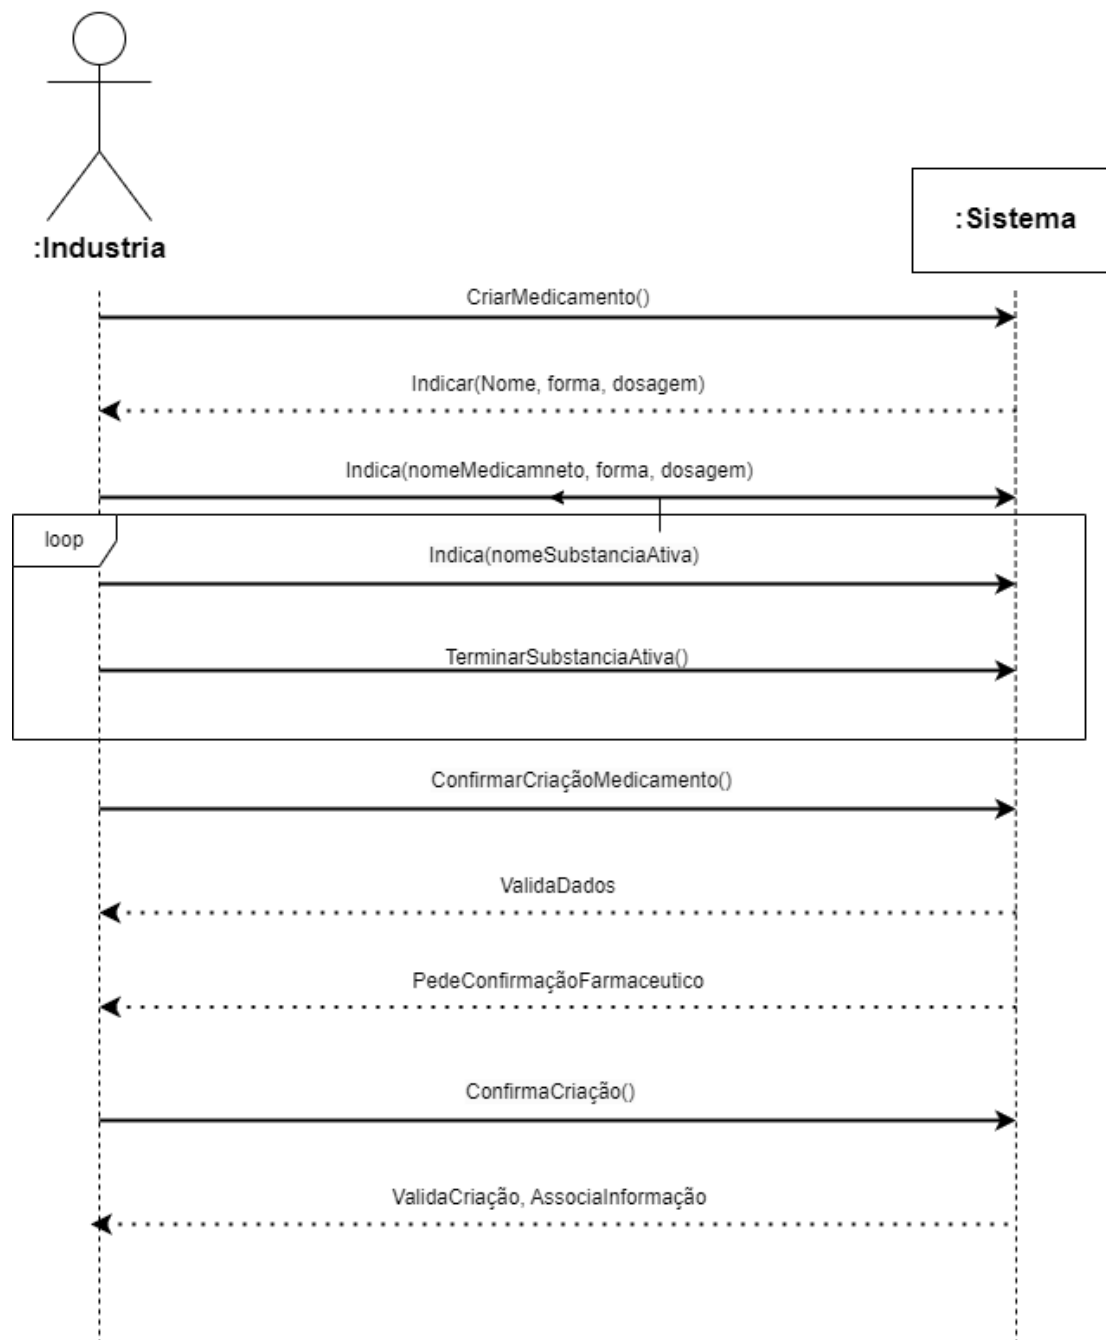 :Industria
:Sistema
CriarMedicamento()
Indicar(Nome, forma, dosagem)
Indica(nomeMedicamneto, forma, dosagem)
loop
Indica(nomeSubstanciaAtiva)
TerminarSubstanciaAtiva()
ConfirmarCriaçãoMedicamento()
ValidaDados
PedeConfirmaçãoFarmaceutico
ConfirmaCriação()
ValidaCriação, AssociaInformação